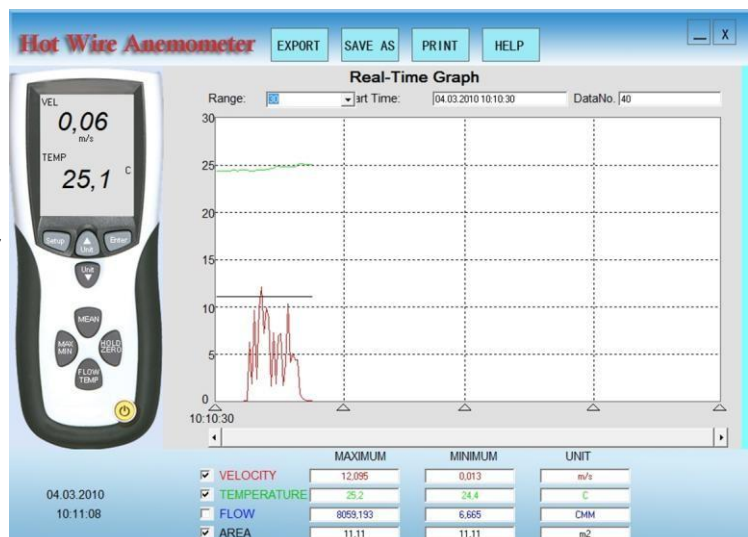 Hot Wire Anemometer
EXPORT SAVE AS PRINT HELP
_ X
Real-Time Graph
Range: 30 art Time: 04.03.2010 10:10:30 DataNo. 40
VEL
0,06
m/s
TEMP
25,1 C
Setup Unit Enter
Unit
MEAN
MAX MIN
HOLD ZERO
FLOW TEMP
30
25
20
15
10
5
0
10:10:30
MAXIMUM MINIMUM UNIT
VELOCITY 12,095 0,013 m/s
TEMPERATURE 25,2 24,4 C
FLOW 8059,193 6,665 CMM
AREA 11,11 11,11 m2
04.03.2010
10:11:08